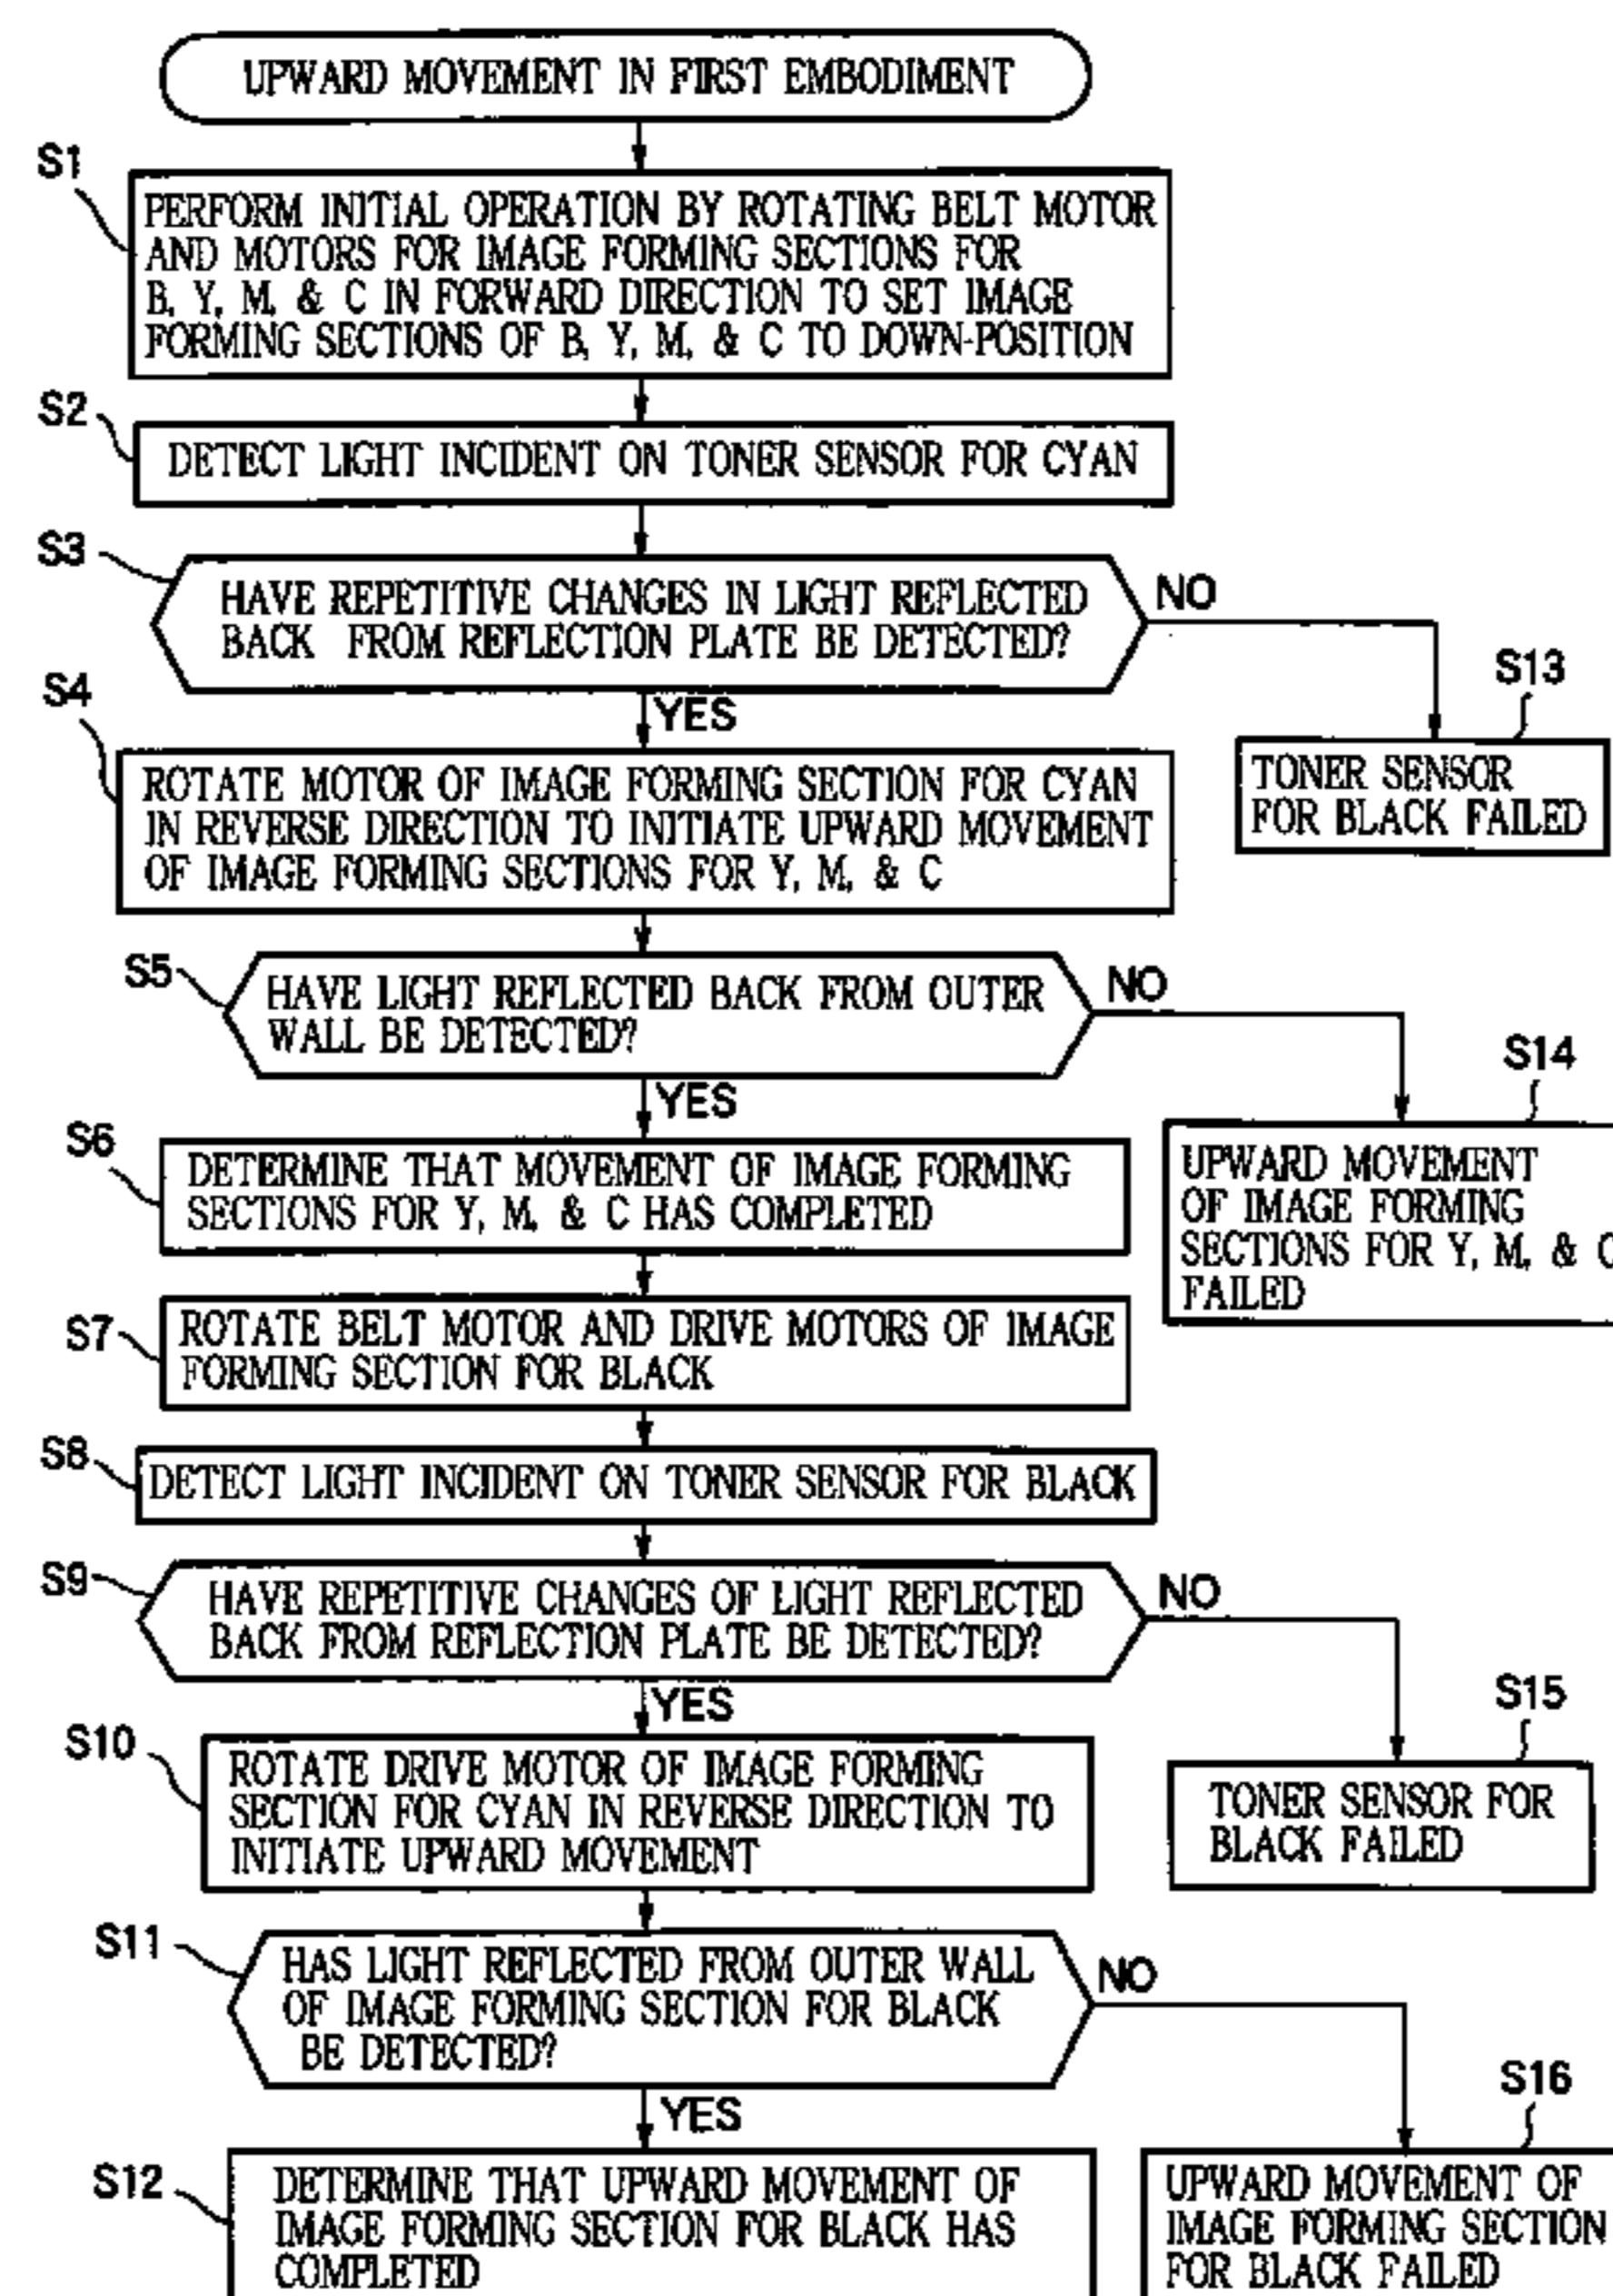 UPWARD MOVEMENT IN FIRST EMBODIMENT
S1
PERFORM INITIAL OPERATION BY ROTATING BELT MOTOR
AND MOTORS FOR IMAGE FORMING SECTIONS FOR
B, Y, M, & C IN FORWARD DIRECTION TO SET IMAGE
FORMING SECTIONS OF B, Y, M, & C TO DOWN-POSITION
S2
DETECT LIGHT INCIDENT ON TONER SENSOR FOR CYAN
S3
HAVE REPETITIVE CHANGES IN LIGHT REFLECTED
BACK FROM REFLECTION PLATE BE DETECTED?
NO
S13
TONER SENSOR
FOR BLACK FAILED
YES
S4
ROTATE MOTOR OF IMAGE FORMING SECTION FOR CYAN
IN REVERSE DIRECTION TO INITIATE UPWARD MOVEMENT
OF IMAGE FORMING SECTIONS FOR Y, M, & C
S5
HAVE LIGHT REFLECTED BACK FROM OUTER
WALL BE DETECTED?
NO
S14
UPWARD MOVEMENT
OF IMAGE FORMING
SECTIONS FOR Y, M, & C
FAILED
YES
S6
DETERMINE THAT MOVEMENT OF IMAGE FORMING
SECTIONS FOR Y, M, & C HAS COMPLETED
S7
ROTATE BELT MOTOR AND DRIVE MOTORS OF IMAGE
FORMING SECTION FOR BLACK
S8
DETECT LIGHT INCIDENT ON TONER SENSOR FOR BLACK
S9
HAVE REPETITIVE CHANGES OF LIGHT REFLECTED
BACK FROM REFLECTION PLATE BE DETECTED?
NO
S15
TONER SENSOR FOR
BLACK FAILED
YES
S10
ROTATE DRIVE MOTOR OF IMAGE FORMING
SECTION FOR CYAN IN REVERSE DIRECTION TO
INITIATE UPWARD MOVEMENT
S11
HAS LIGHT REFLECTED FROM OUTER WALL
OF IMAGE FORMING SECTION FOR BLACK
BE DETECTED?
NO
S16
UPWARD MOVEMENT OF
IMAGE FORMING SECTION
FOR BLACK FAILED
YES
S12
DETERMINE THAT UPWARD MOVEMENT OF
IMAGE FORMING SECTION FOR BLACK HAS
COMPLETED